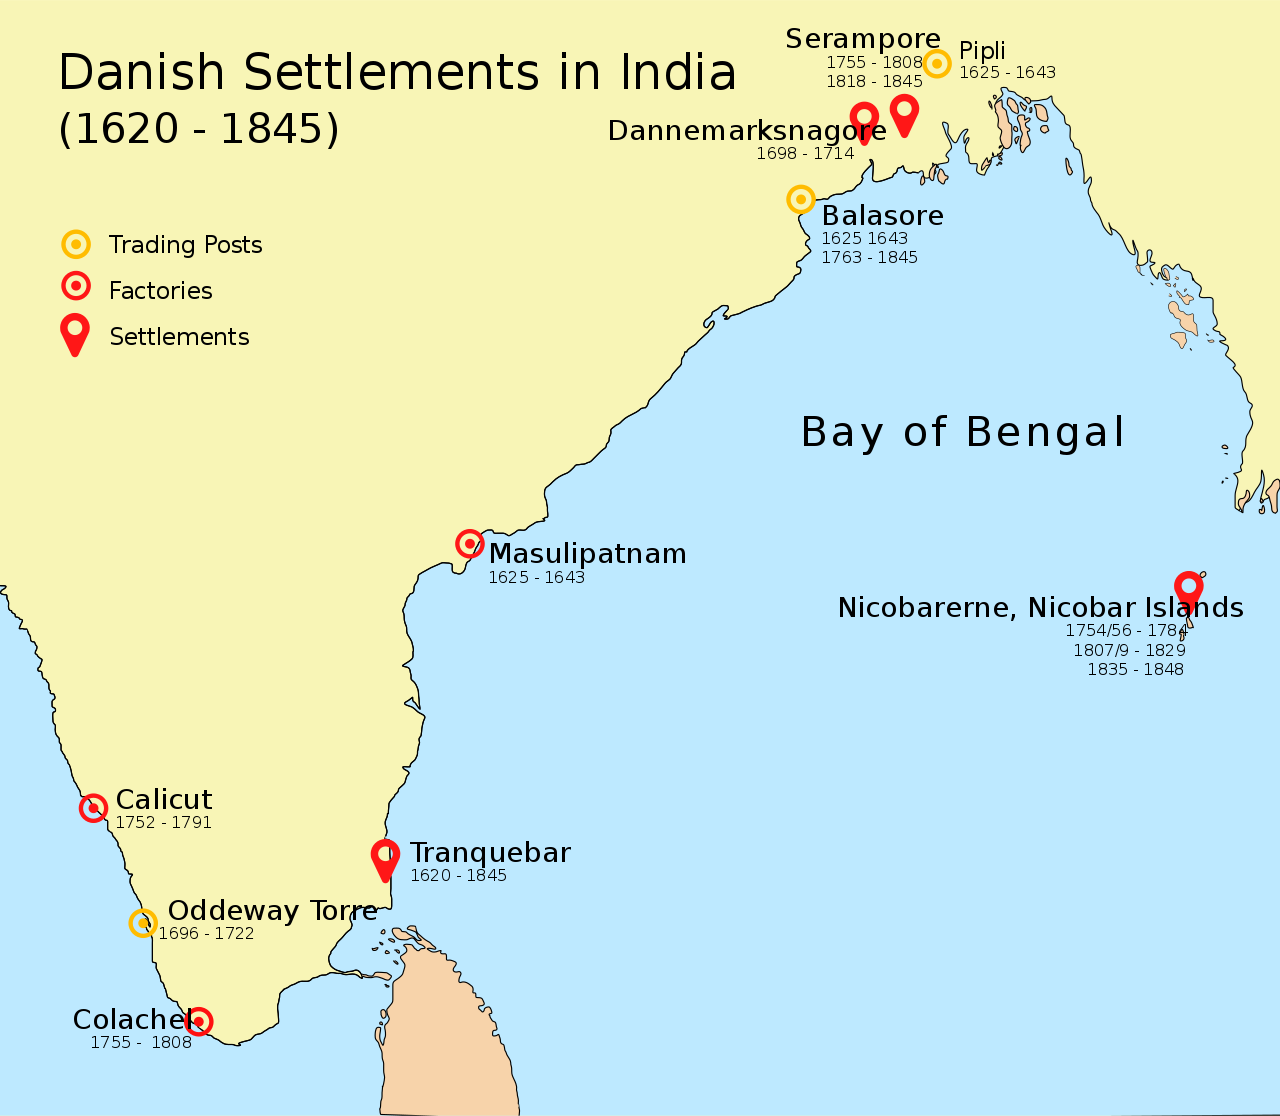 Danish Settlements in India
(1620 - 1845)
Trading Posts
Factories
Settlements
Serampore
1755 - 1808
1818 - 1845
Pipli
1625 - 1643
Dannemarksnagore
1698 - 1714
Balasore
1625 1643
1763 - 1845
Bay of Bengal
Masulipatnam
1625 - 1643
Nicobarerne, Nicobar Islands
1754/56 - 1784
1807/9 - 1829
1835 - 1848
Calicut
1752 - 1791
Tranquebar
1620 - 1845
Oddeway Torre
1696 - 1722
Colachel
1755 -  1808